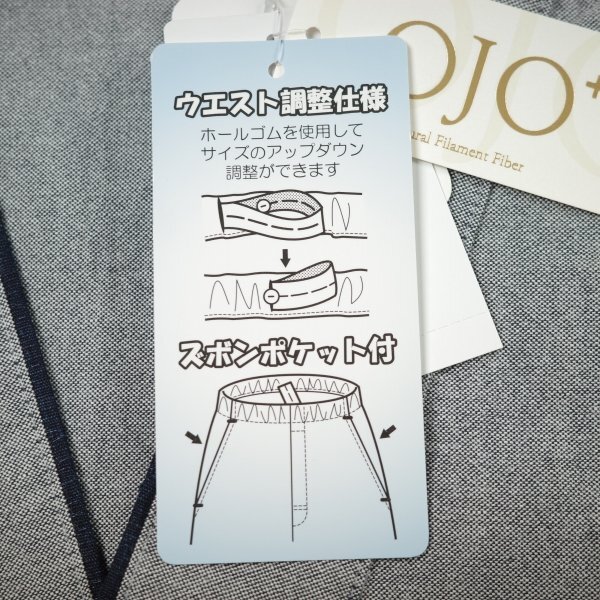 ウエスト調整仕様
ホールゴムを使用して
サイズのアップダウン
調整ができます
ズボンポケット付
OJO+
ural Filament Fiber